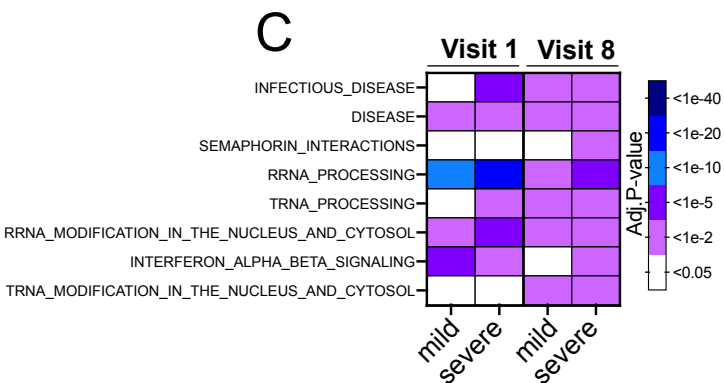 C
Visit 1 Visit 8
INFECTIOUS_DISEASE
DISEASE
SEMAPHORIN_INTERACTIONS
RRNA_PROCESSING
TRNA_PROCESSING
RRNA_MODIFICATION_IN_THE_NUCLEUS_AND_CYTOSOL
INTERFERON_ALPHA_BETA_SIGNALING
TRNA_MODIFICATION_IN_THE_NUCLEUS_AND_CYTOSOL
mild severe mild severe
Adj.P-value
<1e-40
<1e-20
<1e-10
<1e-5
<1e-2
<0.05